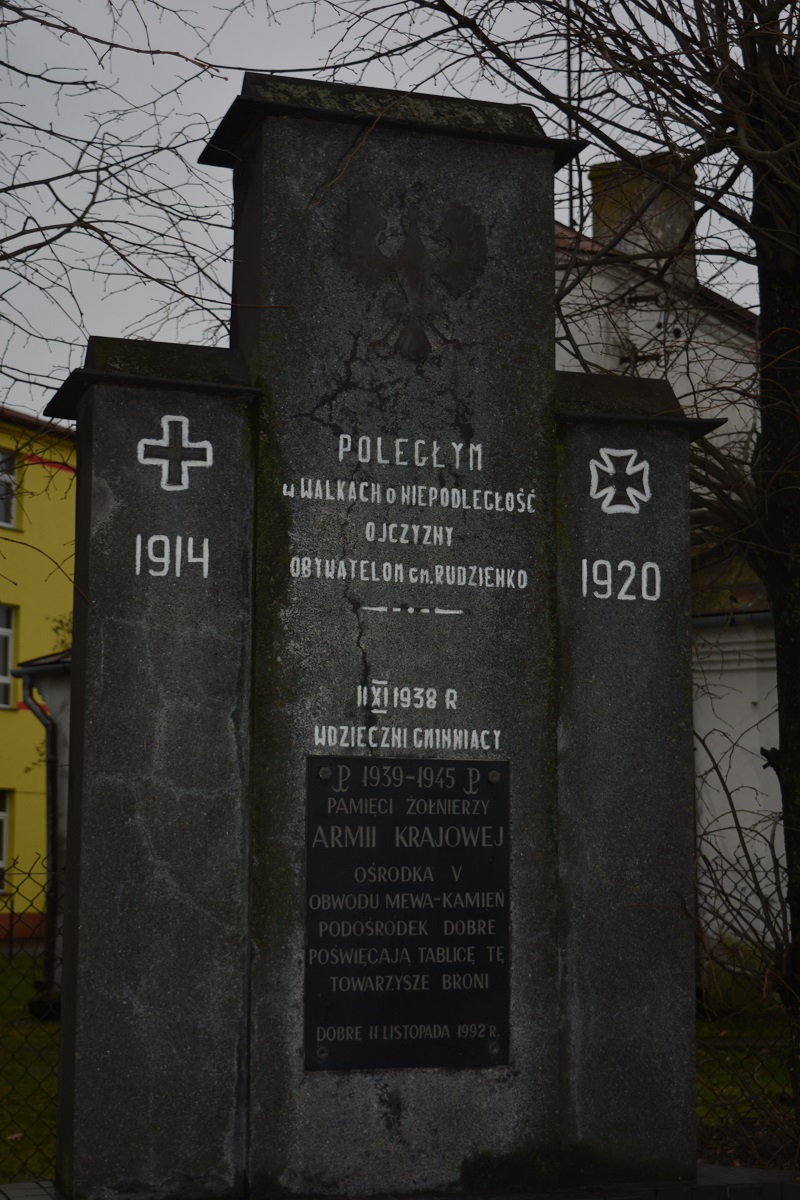 POLEGŁYM
w WALKACH o NIEPODLEGŁOŚĆ
OJCZYZNY
OBYWATELOM GM. RUDZIENKO
11 XI 1938 R
WDZIECZNI GMINNIACY
1914
1920
1939-1945
PAMIĘCI ŻOŁNIERZY
ARMII KRAJOWEJ
OŚRODKA V
OBWODU MEWA-KAMIEŃ
PODOŚRODEK DOBRE
POŚWIĘCAJĄ TABLICĘ TĘ
TOWARZYSZE BRONI
DOBRE 11 LISTOPADA 1992 r.